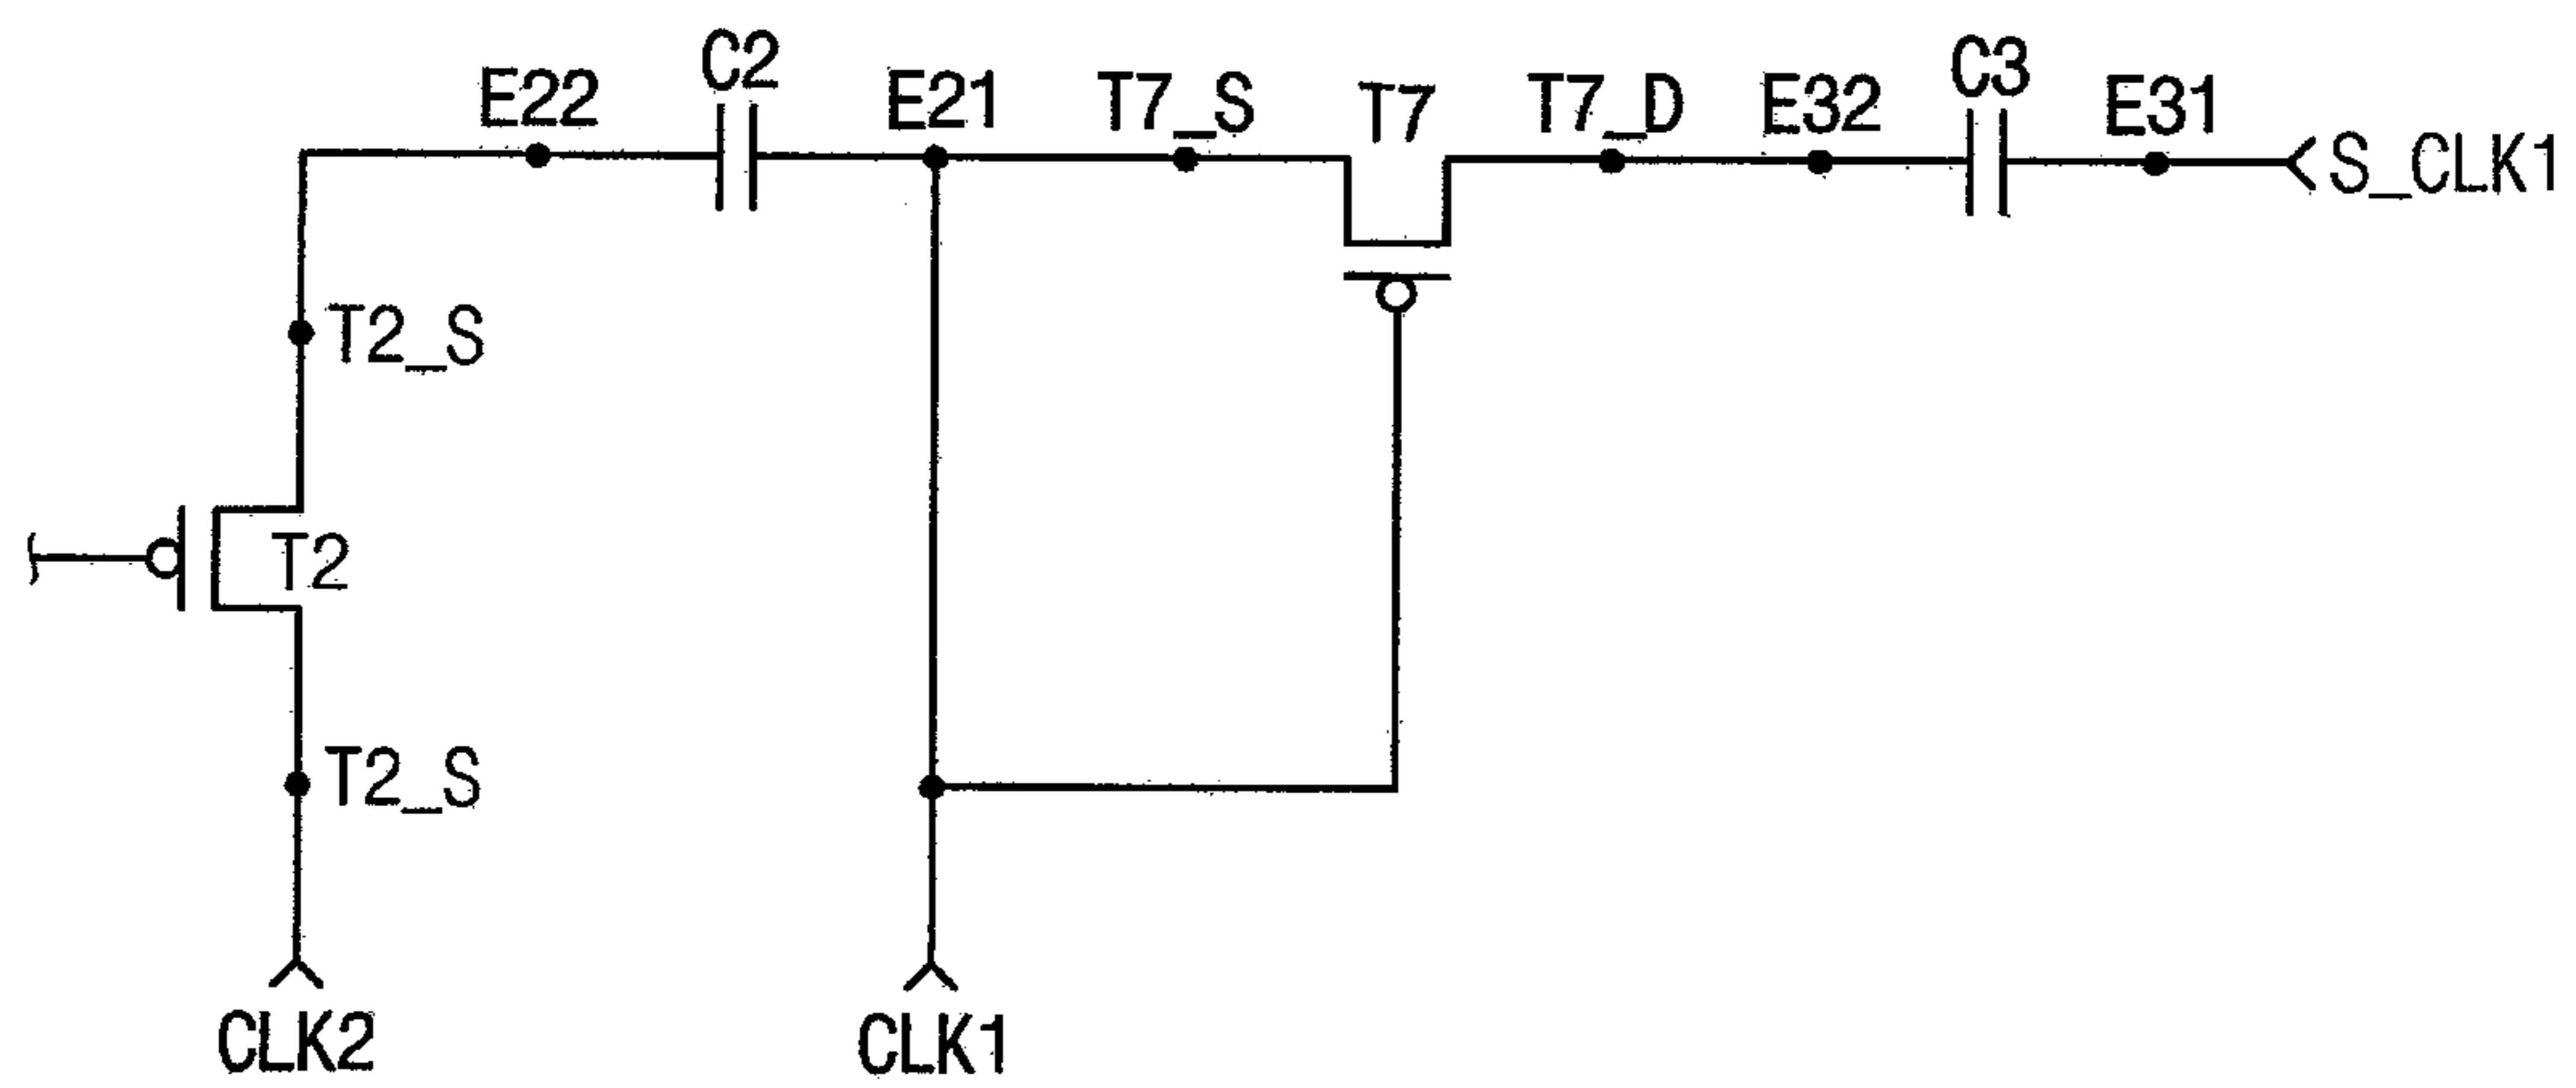 C2
C3
E22
E21
T7_S
T7
T7_D
E32
E31
S_CLK1
T2_S
T2
T2_S
CLK2
CLK1